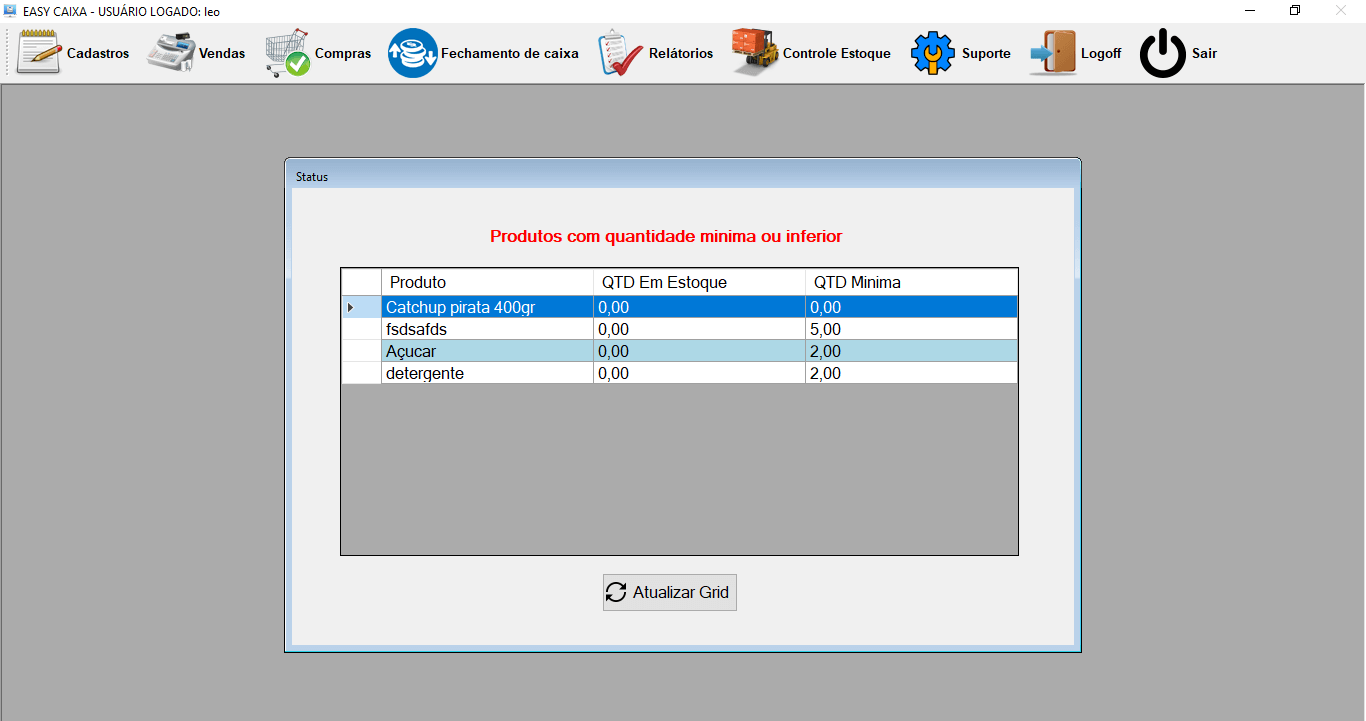 EASY CAIXA - USUÁRIO LOGADO: leo
Cadastros Vendas Compras Fechamento de caixa Relátorios Controle Estoque Suporte Logoff Sair
Status
Produtos com quantidade minima ou inferior
Produto QTD Em Estoque QTD Minima
Catchup pirata 400gr 0,00 0,00
fsdsafds 0,00 5,00
Açucar 0,00 2,00
detergente 0,00 2,00
Atualizar Grid